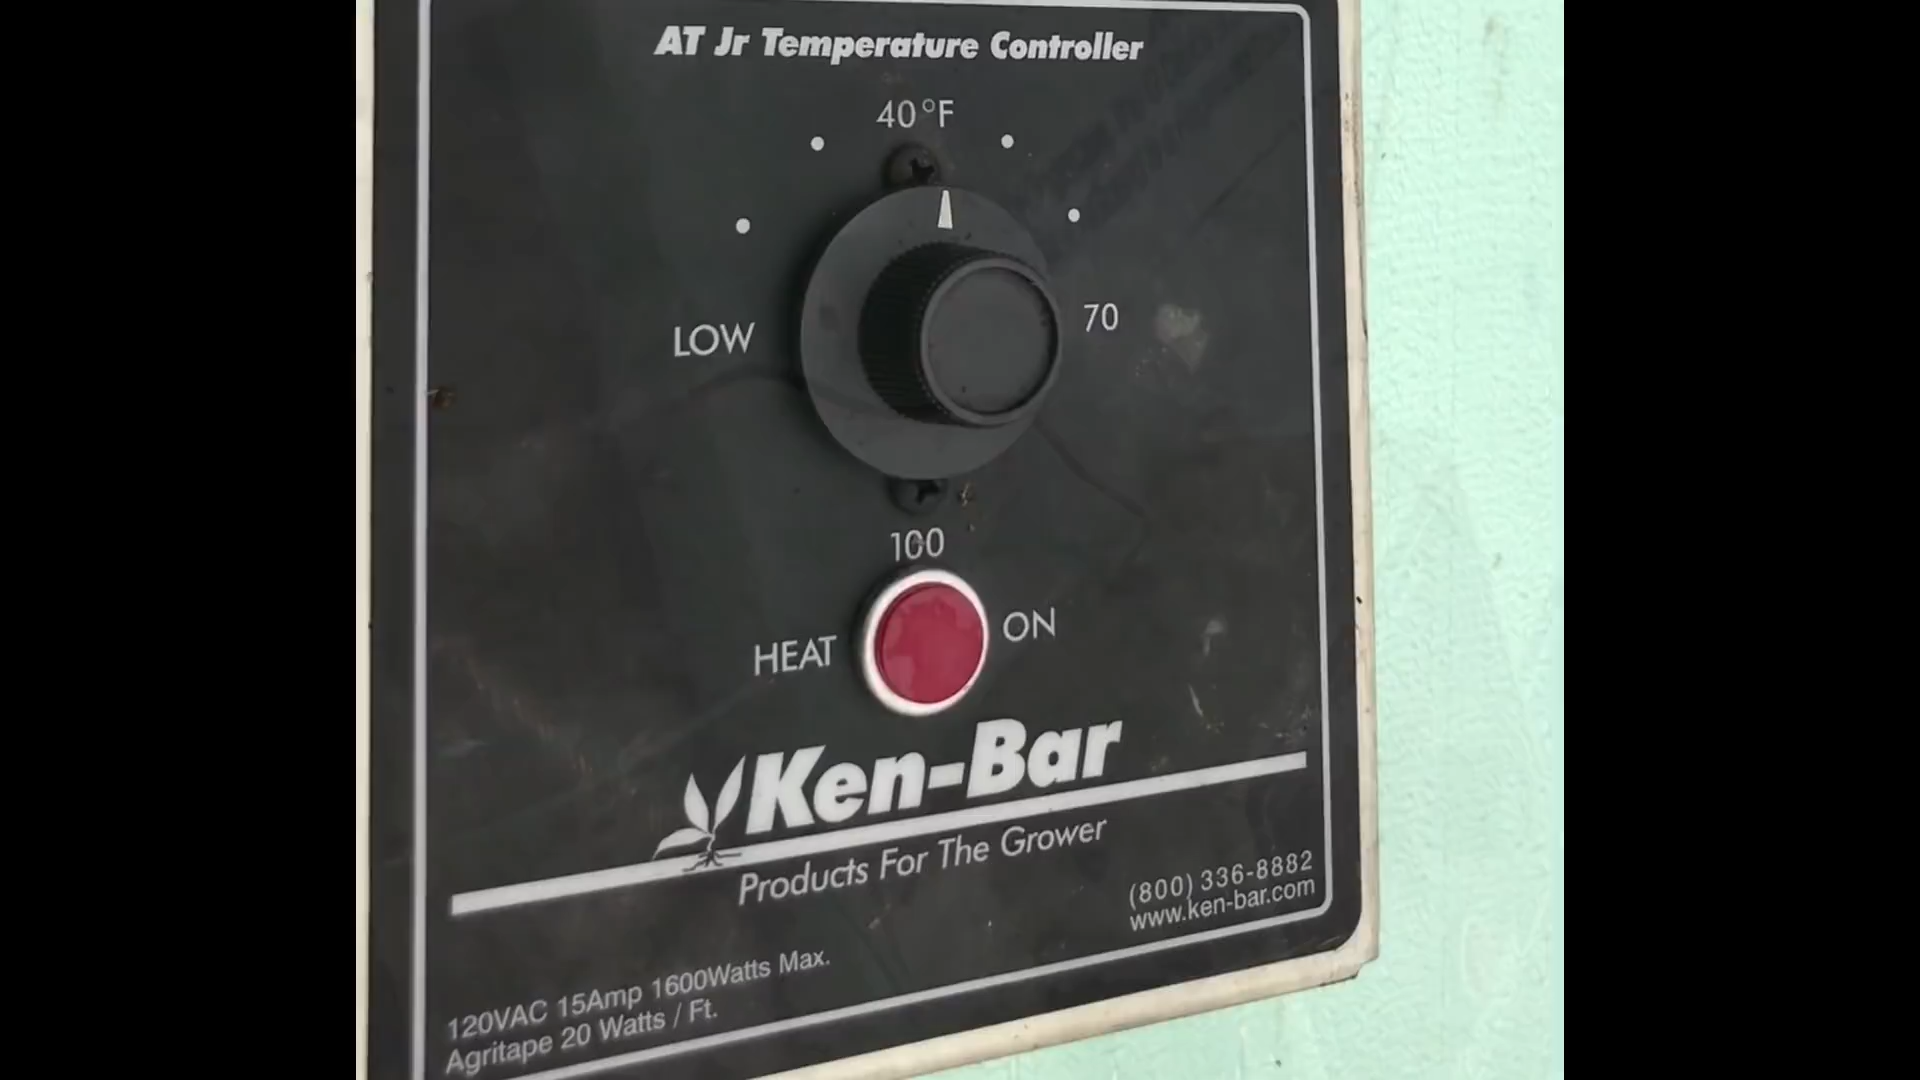 AT Jr Temperature Controller
40°F
LOW
70
100
HEAT ON
Ken-Bar
Products For The Grower
(800) 336-8882
www.ken-bar.com
120VAC 15Amp 1600Watts Max.
Agritape 20 Watts / Ft.